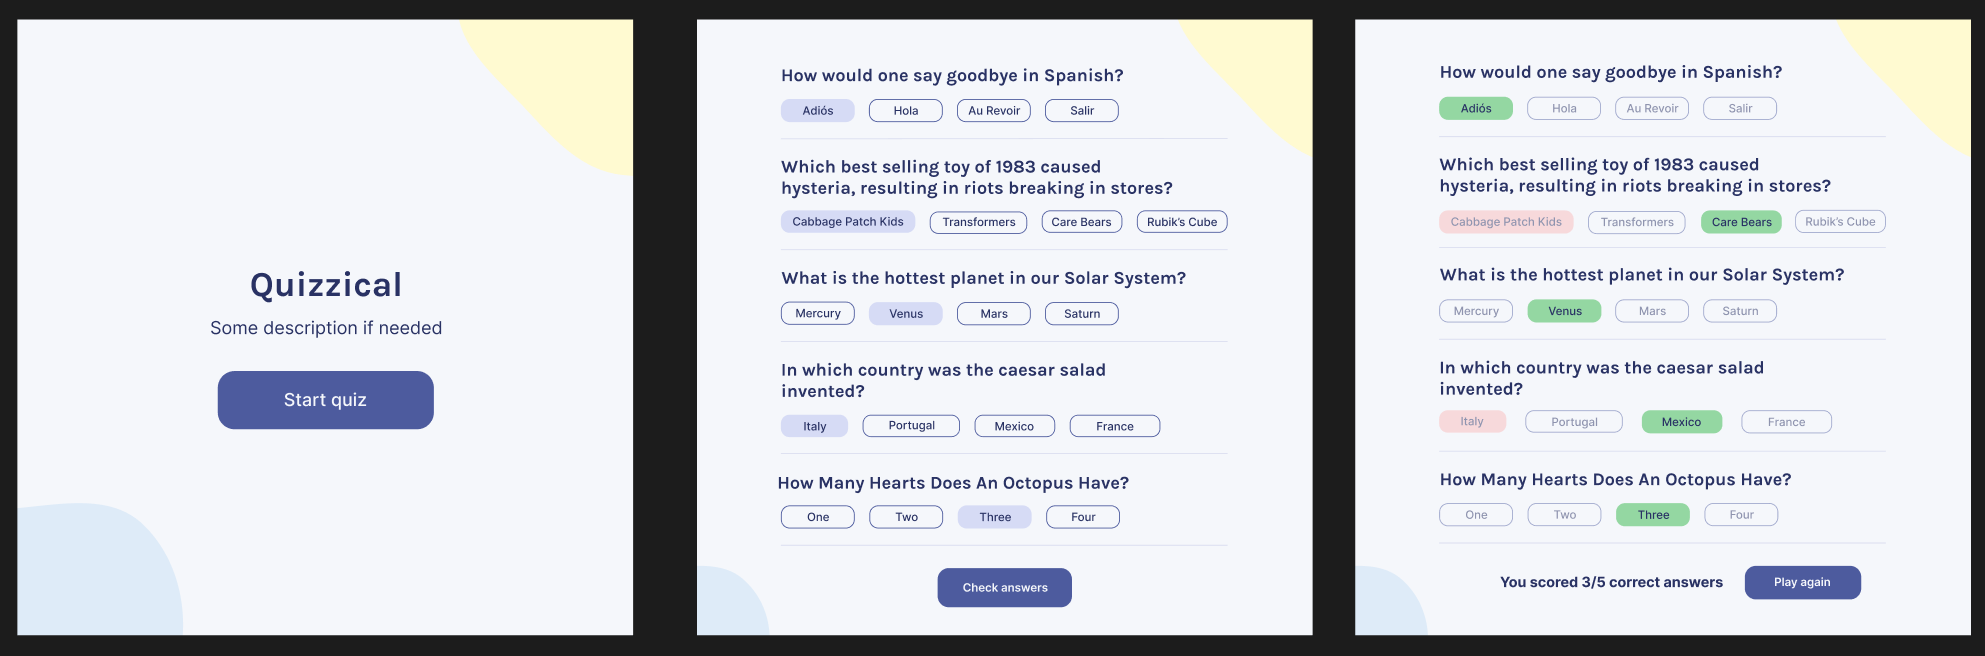 Quizzical
Some description if needed
Start quiz
How would one say goodbye in Spanish?
Adiós Hola Au Revoir Salir
Which best selling toy of 1983 caused
hysteria, resulting in riots breaking in stores?
Cabbage Patch Kids Transformers Care Bears Rubik's Cube
What is the hottest planet in our Solar System?
Mercury Venus Mars Saturn
In which country was the caesar salad
invented?
Italy Portugal Mexico France
How Many Hearts Does An Octopus Have?
One Two Three Four
Check answers
How would one say goodbye in Spanish?
Adiós Hola Au Revoir Salir
Which best selling toy of 1983 caused
hysteria, resulting in riots breaking in stores?
Cabbage Patch Kids Transformers Care Bears Rubik's Cube
What is the hottest planet in our Solar System?
Mercury Venus Mars Saturn
In which country was the caesar salad
invented?
Italy Portugal Mexico France
How Many Hearts Does An Octopus Have?
One Two Three Four
You scored 3/5 correct answers Play again